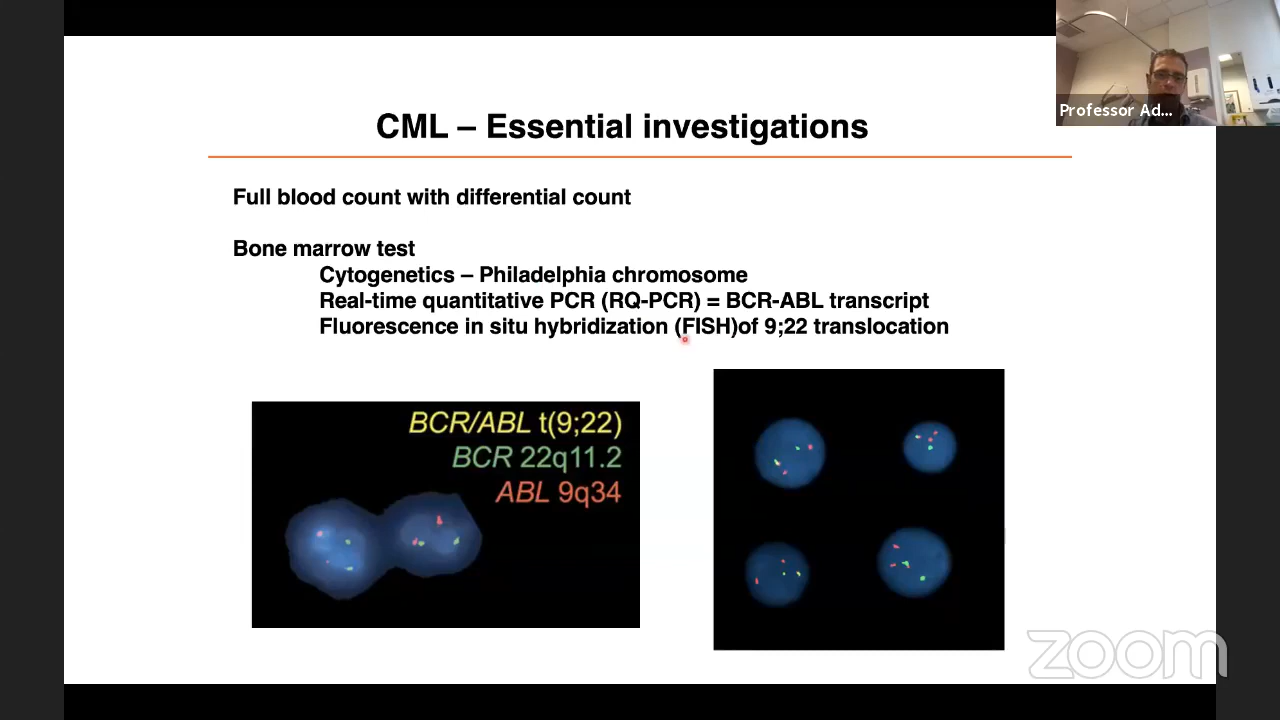 Professor Ad...
CML – Essential investigations
Full blood count with differential count
Bone marrow test
Cytogenetics – Philadelphia chromosome
Real-time quantitative PCR (RQ-PCR) = BCR-ABL transcript
Fluorescence in situ hybridization (FISH)of 9;22 translocation
BCR/ABL t(9;22)
BCR 22q11.2
ABL 9q34
zoom